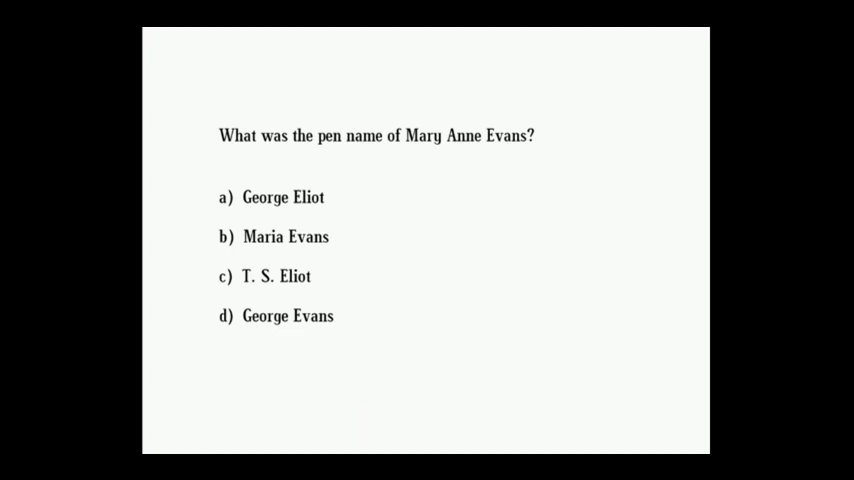 What was the pen name of Mary Anne Evans?
a) George Eliot
b) Maria Evans
c) T. S. Eliot
d) George Evans